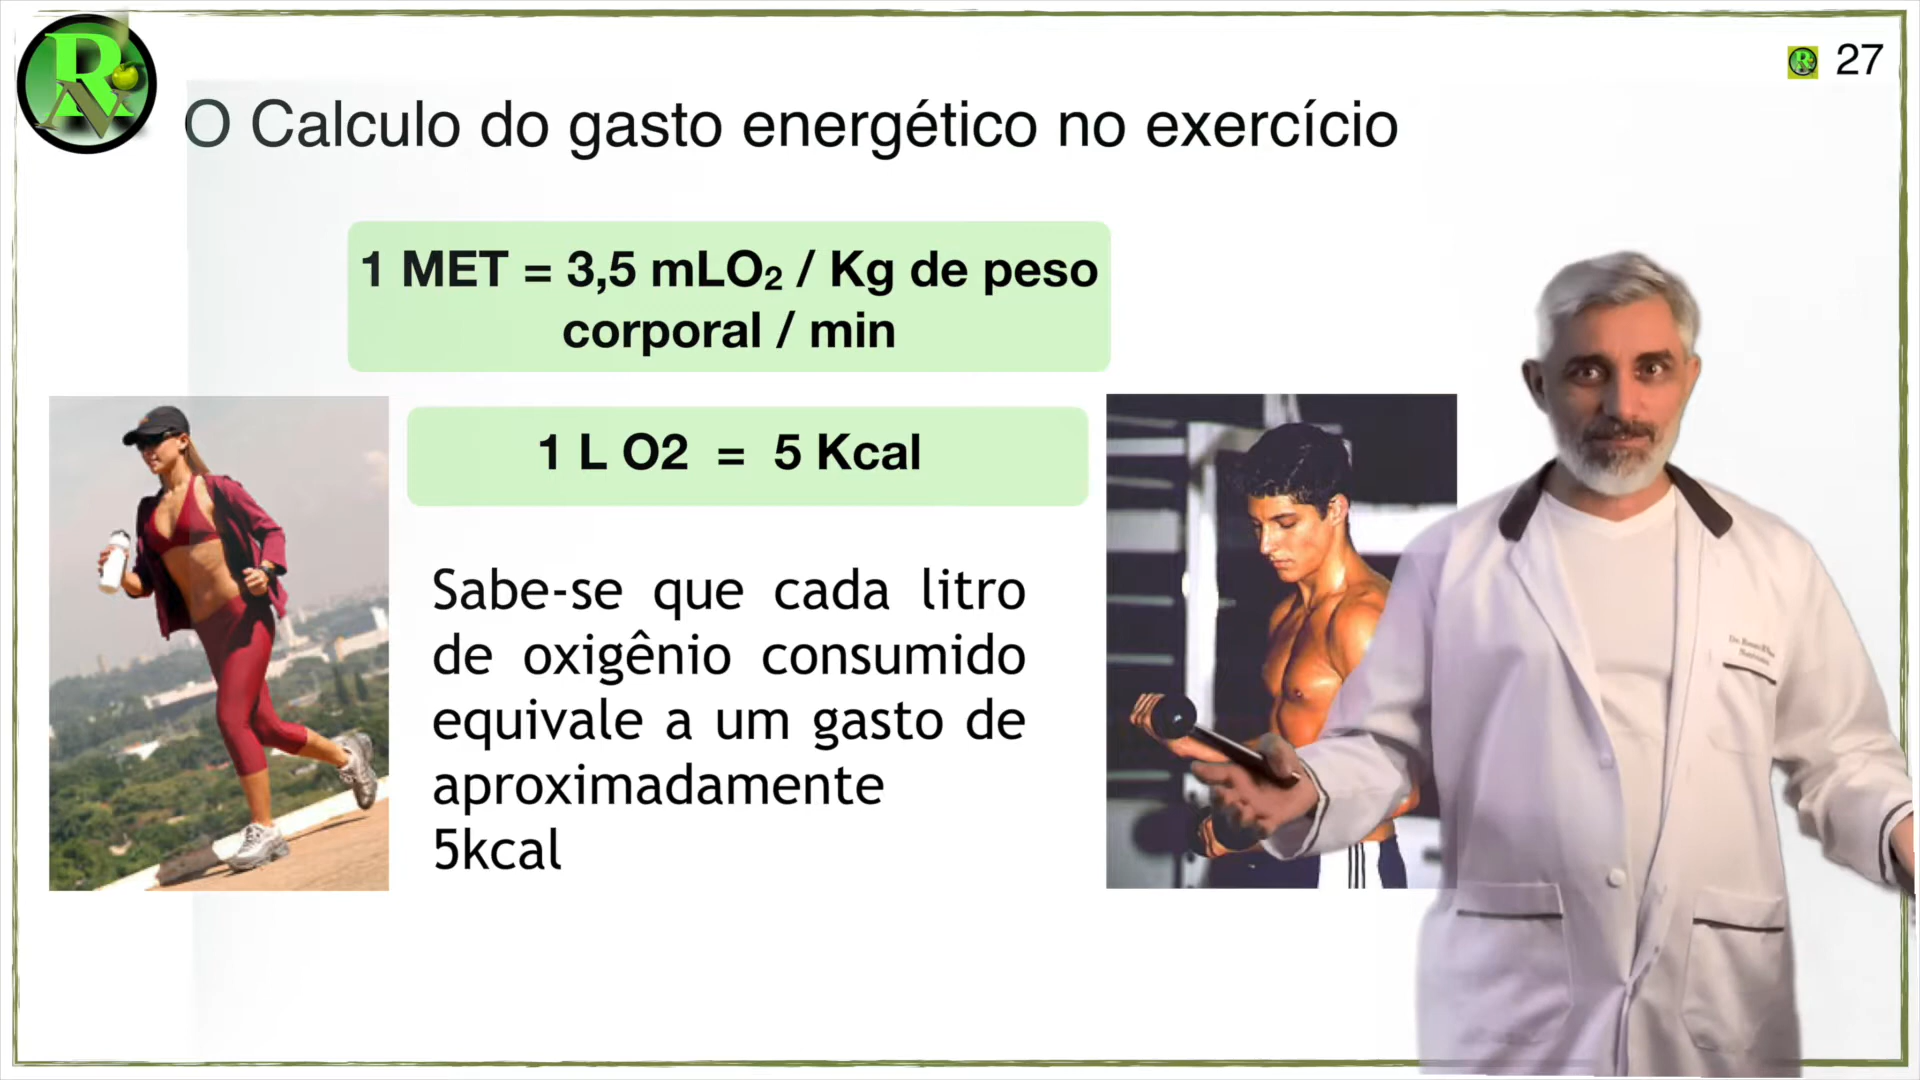 27
O Calculo do gasto energético no exercício
1 MET = 3,5 mLO₂ / Kg de peso
corporal / min
1 L O2 = 5 Kcal
Sabe-se que cada litro
de oxigênio consumido
equivale a um gasto de
aproximadamente
5kcal